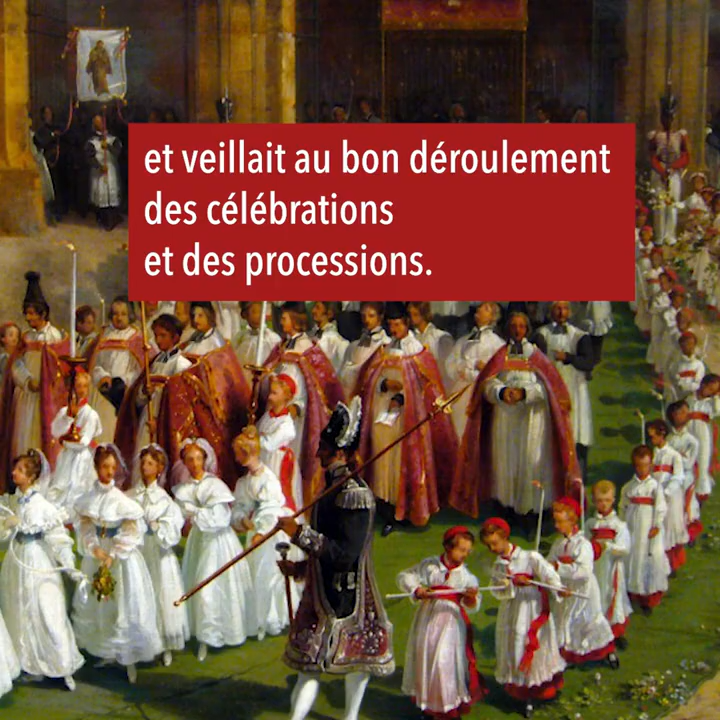 et veillait au bon déroulement
des célébrations
et des processions.